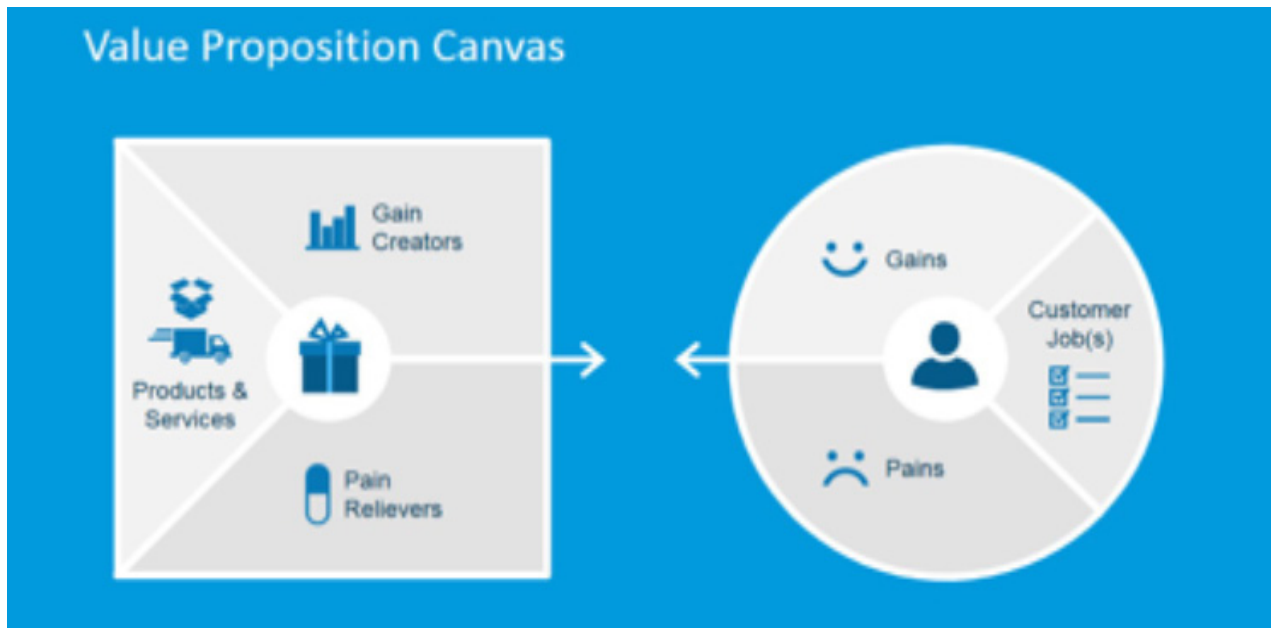 Value Proposition Canvas
Gain
Creators
Products &
Services
Pain
Relievers
Gains
Customer
Job(s)
Pains